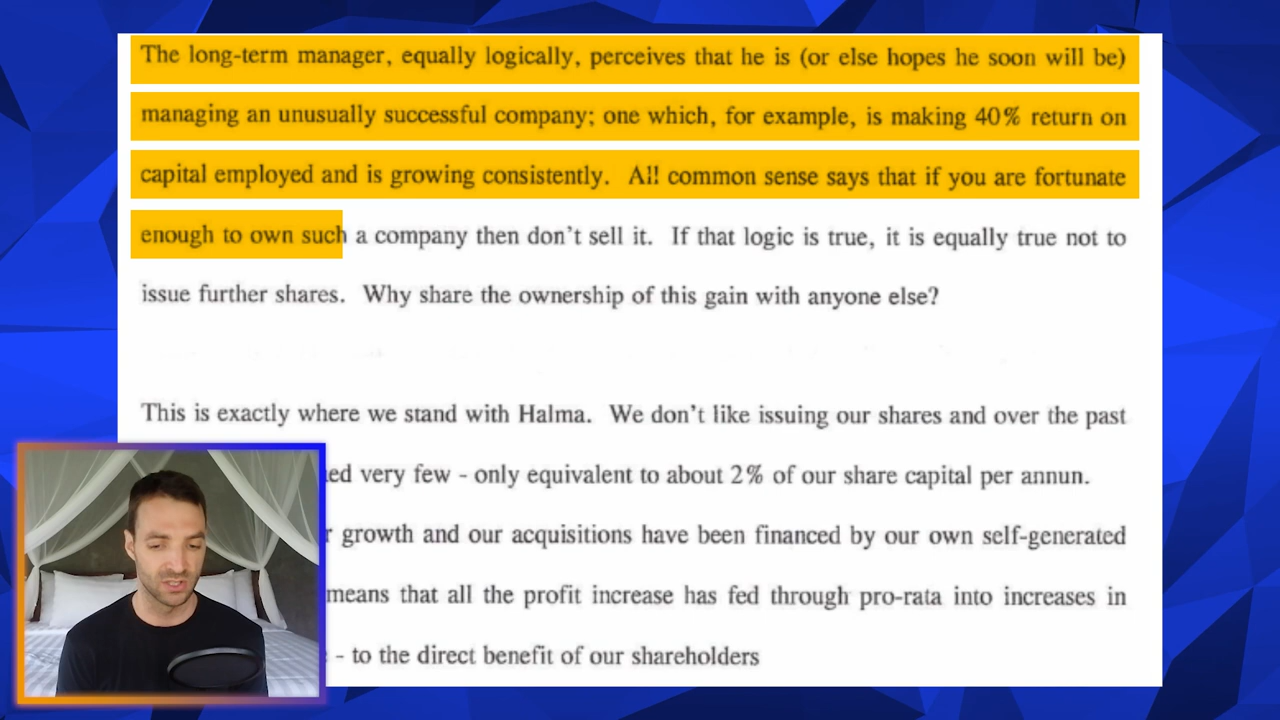 The long-term manager, equally logically, perceives that he is (or else hopes he soon will be)
managing an unusually successful company; one which, for example, is making 40% return on
capital employed and is growing consistently. All common sense says that if you are fortunate
enough to own such a company then don't sell it. If that logic is true, it is equally true not to
issue further shares. Why share the ownership of this gain with anyone else?
This is exactly where we stand with Halma. We don't like issuing our shares and over the past
very few - only equivalent to about 2% of our share capital per annun.
growth and our acquisitions have been financed by our own self-generated
means that all the profit increase has fed through pro-rata into increases in
- to the direct benefit of our shareholders